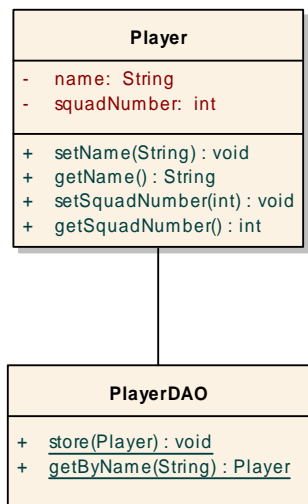 Player
- name: String
- squadNumber: int
+ setName(String) : void
+ getName() : String
+ setSquadNumber(int) : void
+ getSquadNumber() : int
PlayerDAO
+ store(Player) : void
+ getByName(String) : Player